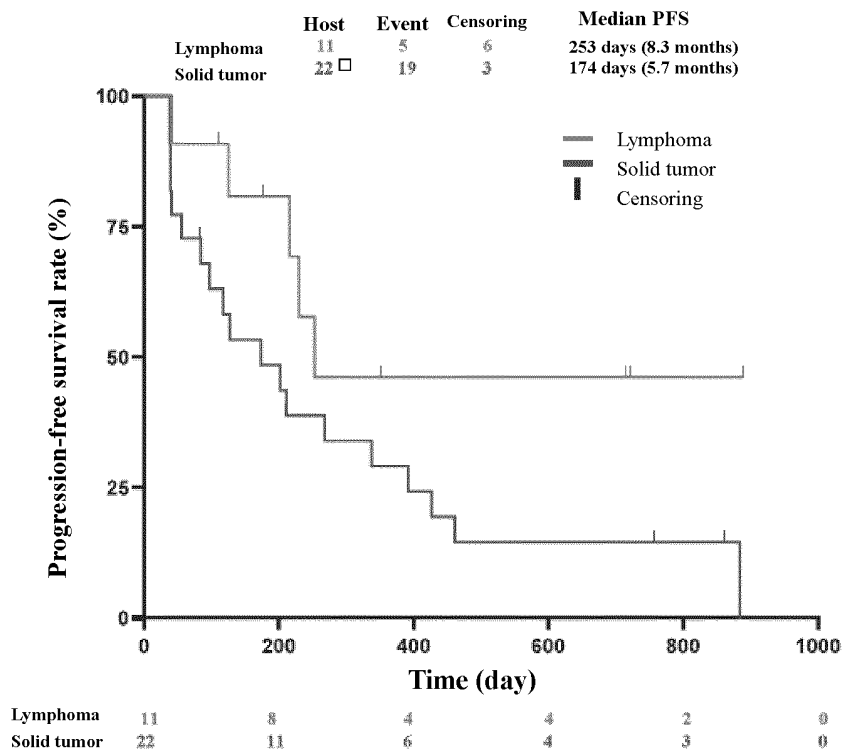 Host Event Censoring Median PFS
Lymphoma 11 5 6 253 days (8.3 months)
Solid tumor 22 19 3 174 days (5.7 months)
100
Lymphoma
Solid tumor
Censoring
75
50
25
0
Progression-free survival rate (%)
0 200 400 600 800 1000
Time (day)
Lymphoma 11 8 4 4 2 0
Solid tumor 22 11 6 4 3 0